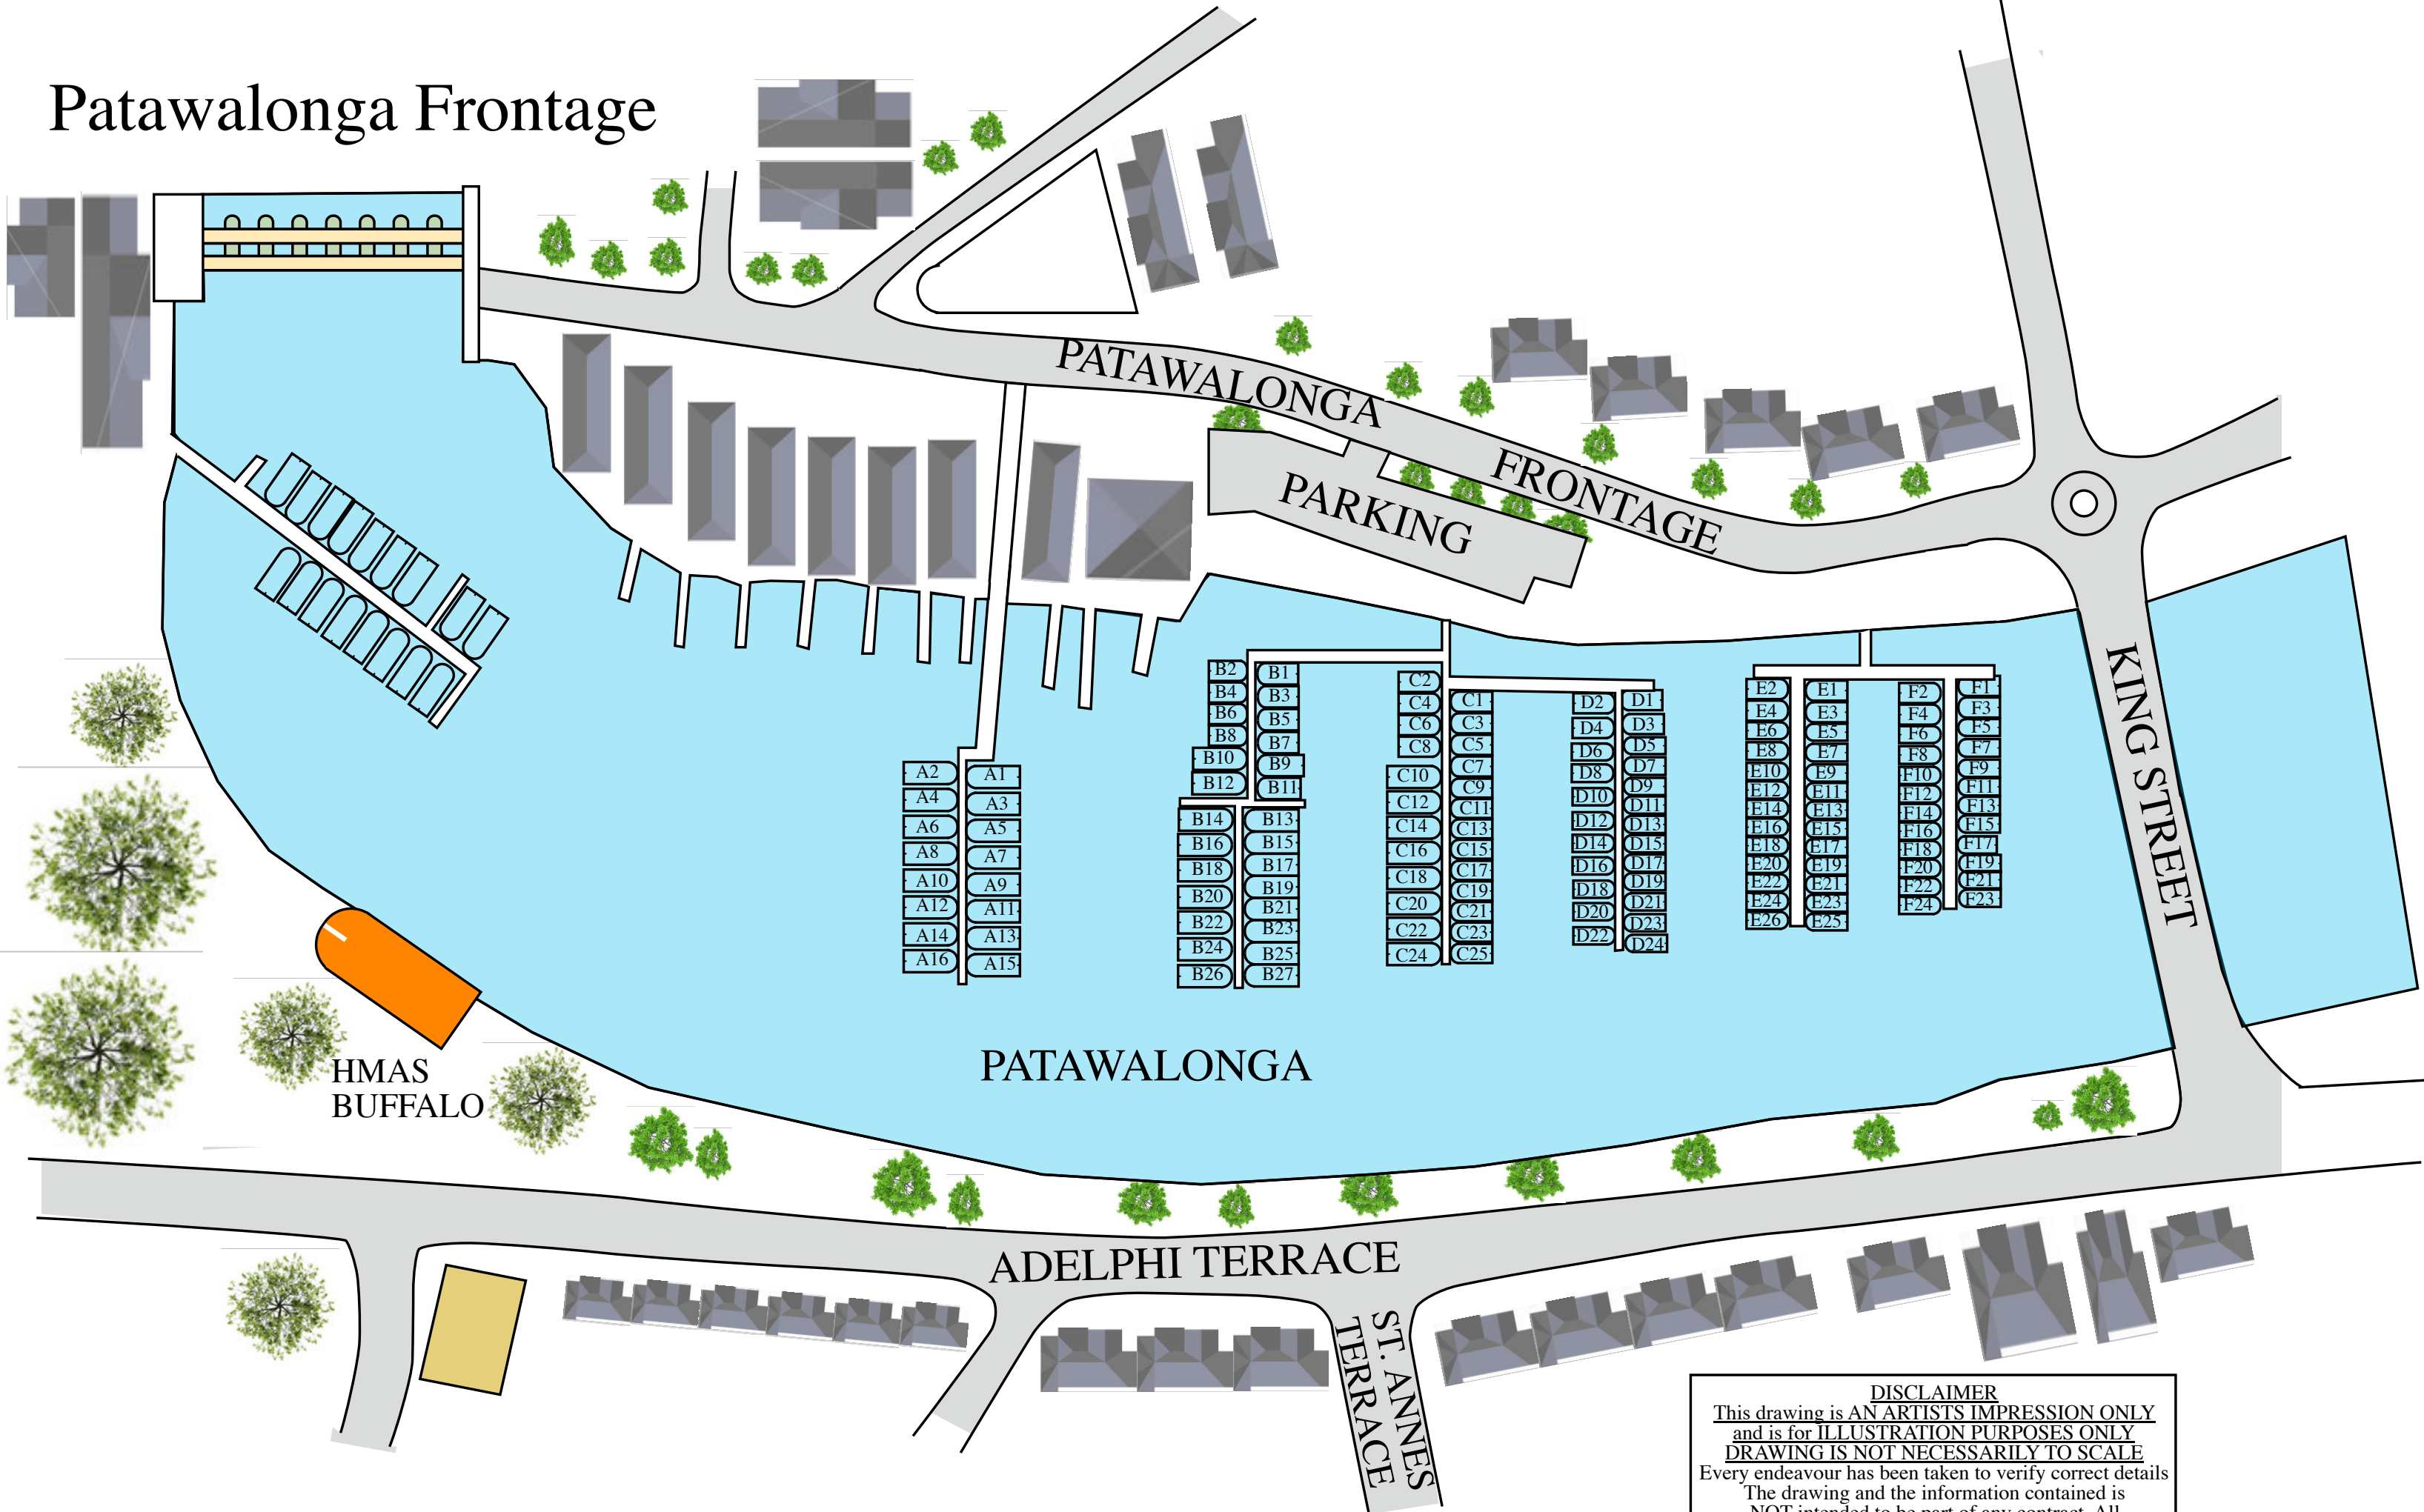 Patawalonga Frontage
PATAWALONGA
FRONTAGE
PARKING
KING STREET
B2 B1
B4 B3
B6 B5
B8 B7
B10 B9
B12 B11
B14 B13
B16 B15
B18 B17
B20 B19
B22 B21
B24 B23
B26 B25
B27
C2 C1
C4 C3
C6 C5
C8 C7
C10 C9
C12 C11
C14 C13
C16 C15
C18 C17
C20 C19
C22 C21
C24 C23
C25
D2 D1
D4 D3
D6 D5
D8 D7
D10 D9
D12 D11
D14 D13
D16 D15
D18 D17
D20 D19
D22 D21
D23
D24
E2 E1
E4 E3
E6 E5
E8 E7
E10 E9
E12 E11
E14 E13
E16 E15
E18 E17
E20 E19
E22 E21
E24 E23
E26 E25
F2 F1
F4 F3
F6 F5
F8 F7
F10 F9
F12 F11
F14 F13
F16 F15
F18 F17
F20 F19
F22 F21
F24 F23
A2 A1
A4 A3
A6 A5
A8 A7
A10 A9
A12 A11
A14 A13
A16 A15
PATAWALONGA
HMAS
BUFFALO
ADELPHI TERRACE
ST. ANNES
TERRACE
DISCLAIMER
This drawing is AN ARTISTS IMPRESSION ONLY
and is for ILLUSTRATION PURPOSES ONLY
DRAWING IS NOT NECESSARILY TO SCALE
Every endeavour has been taken to verify correct details
The drawing and the information contained is
NOT intended to be part of any contract. All